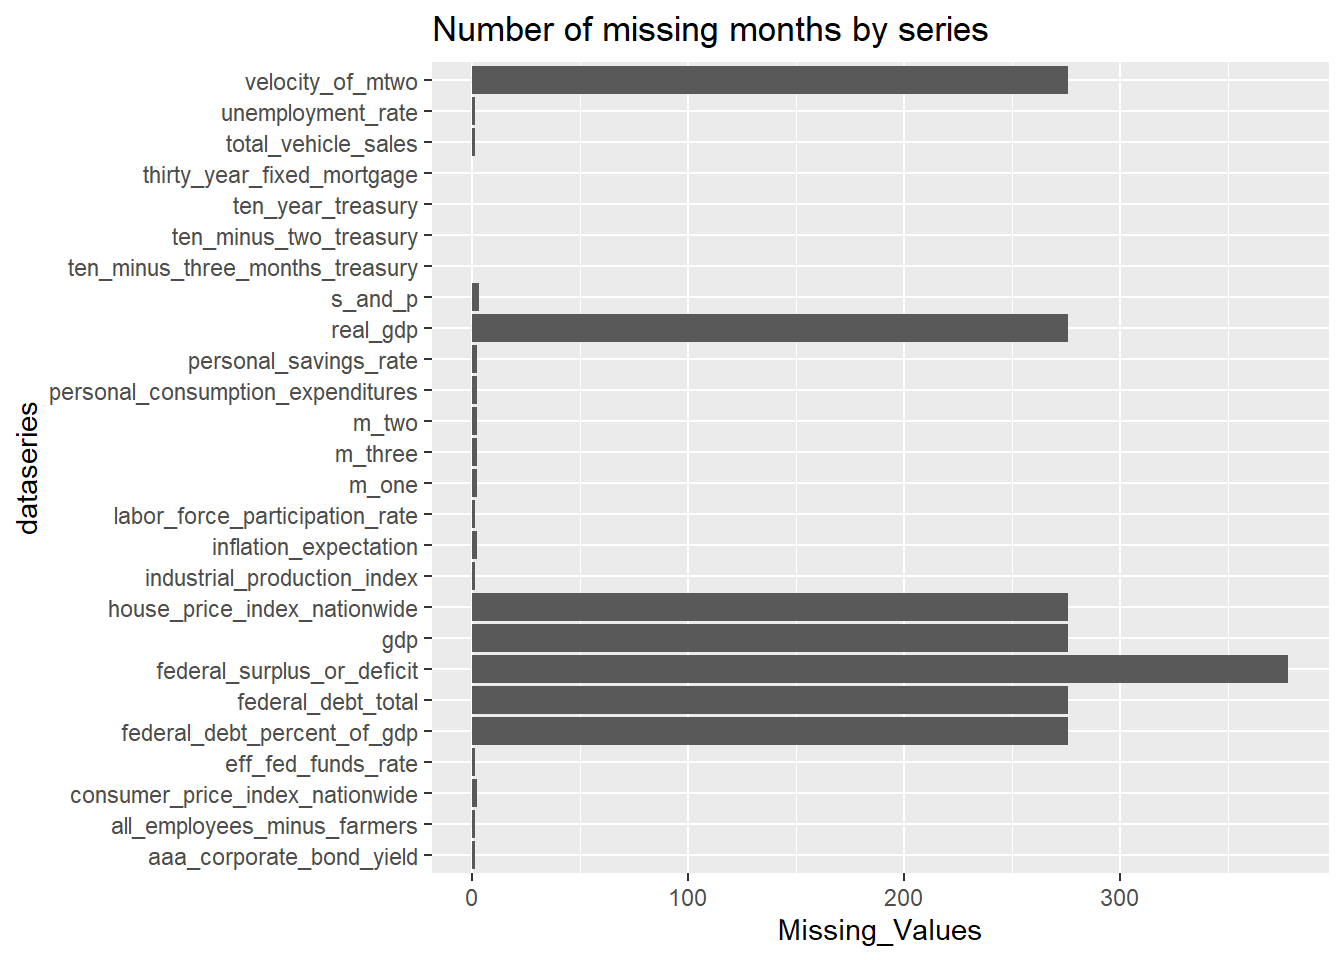 Number of missing months by series
velocity_of_mtwo
unemployment_rate
total_vehicle_sales
thirty_year_fixed_mortgage
ten_year_treasury
ten_minus_two_treasury
ten_minus_three_months_treasury
s_and_p
real_gdp
personal_savings_rate
personal_consumption_expenditures
m_two
m_three
m_one
labor_force_participation_rate
inflation_expectation
industrial_production_index
house_price_index_nationwide
gdp
federal_surplus_or_deficit
federal_debt_total
federal_debt_percent_of_gdp
eff_fed_funds_rate
consumer_price_index_nationwide
all_employees_minus_farmers
aaa_corporate_bond_yield
dataseries
0 100 200 300
Missing_Values